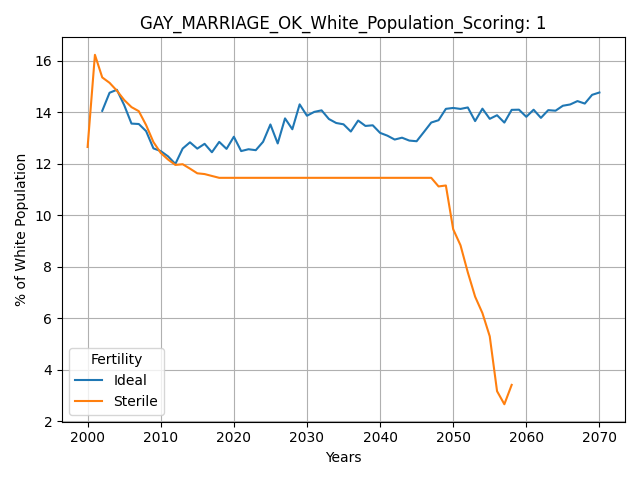 GAY_MARRIAGE_OK_White_Population_Scoring: 1
% of White Population
16
14
12
10
8
6
4
2
Fertility
Ideal
Sterile
2000 2010 2020 2030 2040 2050 2060 2070
Years